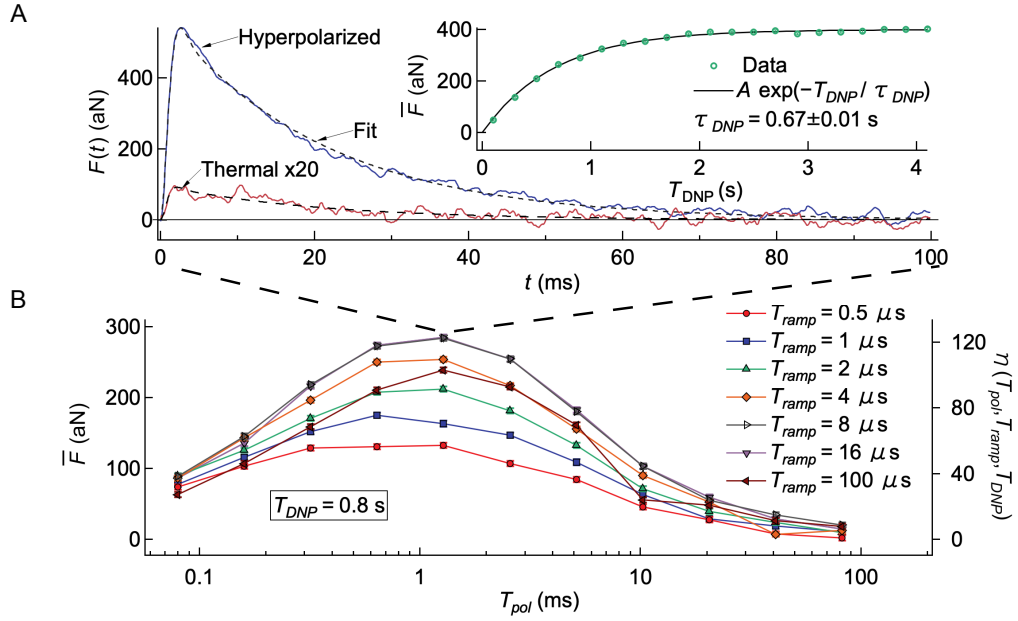 A
F(t) (aN)
400
200
0
Hyperpolarized
Fit
Thermal x20
0
20
40
60
80
100
t (ms)
F̅ (aN)
400
200
0
Data
A exp(−T_DNP / τ_DNP)
τ_DNP = 0.67±0.01 s
0
1
2
3
4
T_DNP (s)
B
F̅ (aN)
300
200
100
0
T_DNP = 0.8 s
0.1
1
10
100
T_pol (ms)
T_ramp = 0.5 μs
T_ramp = 1 μs
T_ramp = 2 μs
T_ramp = 4 μs
T_ramp = 8 μs
T_ramp = 16 μs
T_ramp = 100 μs
120
80
40
0
η (T_pol, T_ramp, T_DNP)